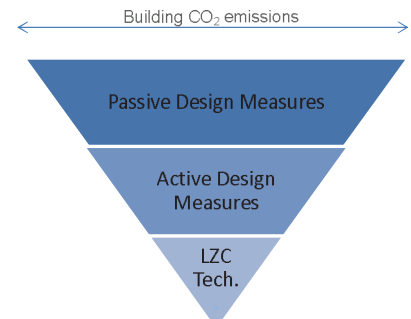 Building CO₂ emissions
Passive Design Measures
Active Design
Measures
LZC
Tech.